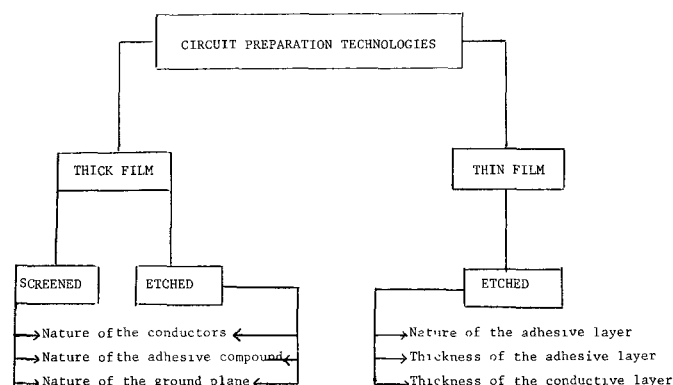 CIRCUIT PREPARATION TECHNOLOGIES
THICK FILM
THIN FILM
SCREENED
ETCHED
ETCHED
Nature of the conductors
Nature of the adhesive compound
Nature of the ground plane
Nature of the adhesive layer
Thickness of the adhesive layer
Thickness of the conductive layer